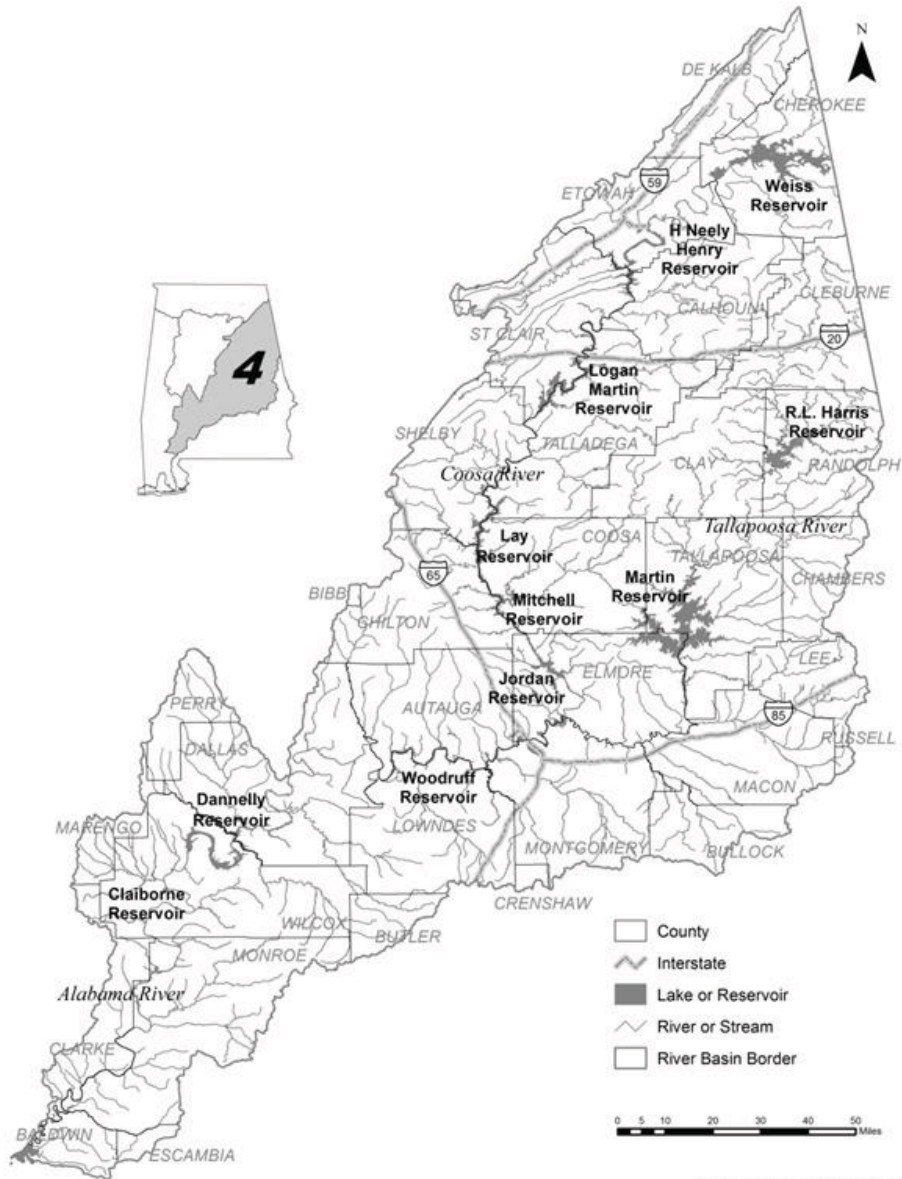 N
DE KALB
CHEROKEE
59
ETOWAH
Weiss
Reservoir
H Neely
Henry
Reservoir
CLEBURNE
CALHOUN
4
ST CLAIR
20
Logan
Martin
Reservoir
R.L. Harris
Reservoir
SHELBY
TALLADEGA
CLAY
RANDOLPH
Coosa River
Tallapoosa River
Lay
Reservoir
COOSA
TALLAPOOSA
65
Martin
Reservoir
CHAMBERS
BIBB
Mitchell
Reservoir
CHILTON
LEE
Jordan
Reservoir
ELMORE
PERRY
AUTAUGA
85
RUSSELL
DALLAS
Woodruff
Reservoir
MACON
Dannelly
Reservoir
MARENGO
LOWNDES
MONTGOMERY
BULLOCK
Claiborne
Reservoir
CRENSHAW
WILCOX
BUTLER
County
MONROE
Interstate
Alabama River
Lake or Reservoir
River or Stream
CLARKE
River Basin Border
0 5 10 20 30 40 50
Miles
BALDWIN
ESCAMBIA